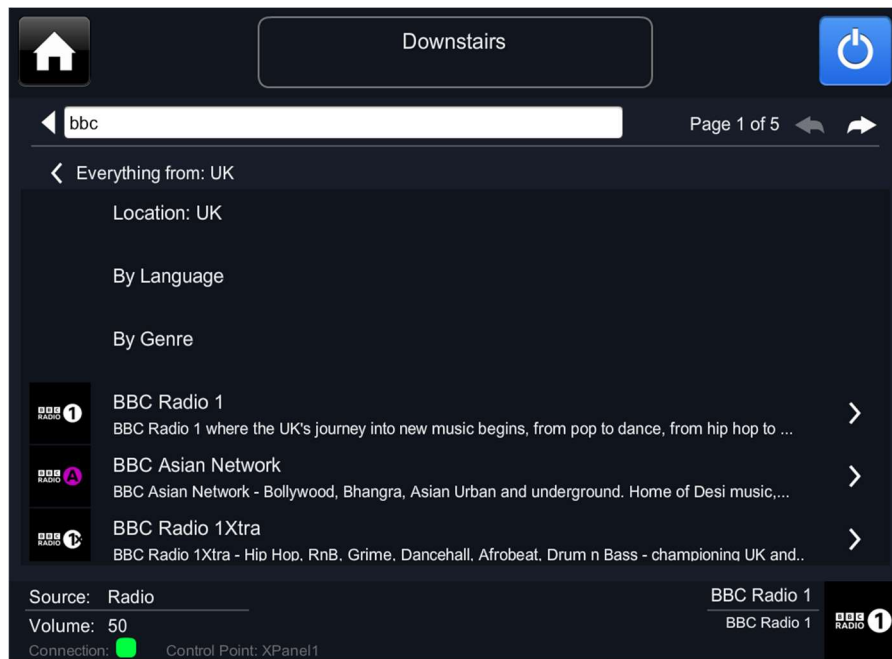 Downstairs
bbc
Page 1 of 5
Everything from: UK
Location: UK
By Language
By Genre
BBC RADIO 1
BBC Radio 1
BBC Radio 1 where the UK's journey into new music begins, from pop to dance, from hip hop to ...
BBC RADIO A
BBC Asian Network
BBC Asian Network - Bollywood, Bhangra, Asian Urban and underground. Home of Desi music,...
BBC RADIO 1X
BBC Radio 1Xtra
BBC Radio 1Xtra - Hip Hop, RnB, Grime, Dancehall, Afrobeat, Drum n Bass - championing UK and..
Source: Radio
Volume: 50
Connection: Control Point: XPanel1
BBC Radio 1
BBC Radio 1
BBC RADIO 1